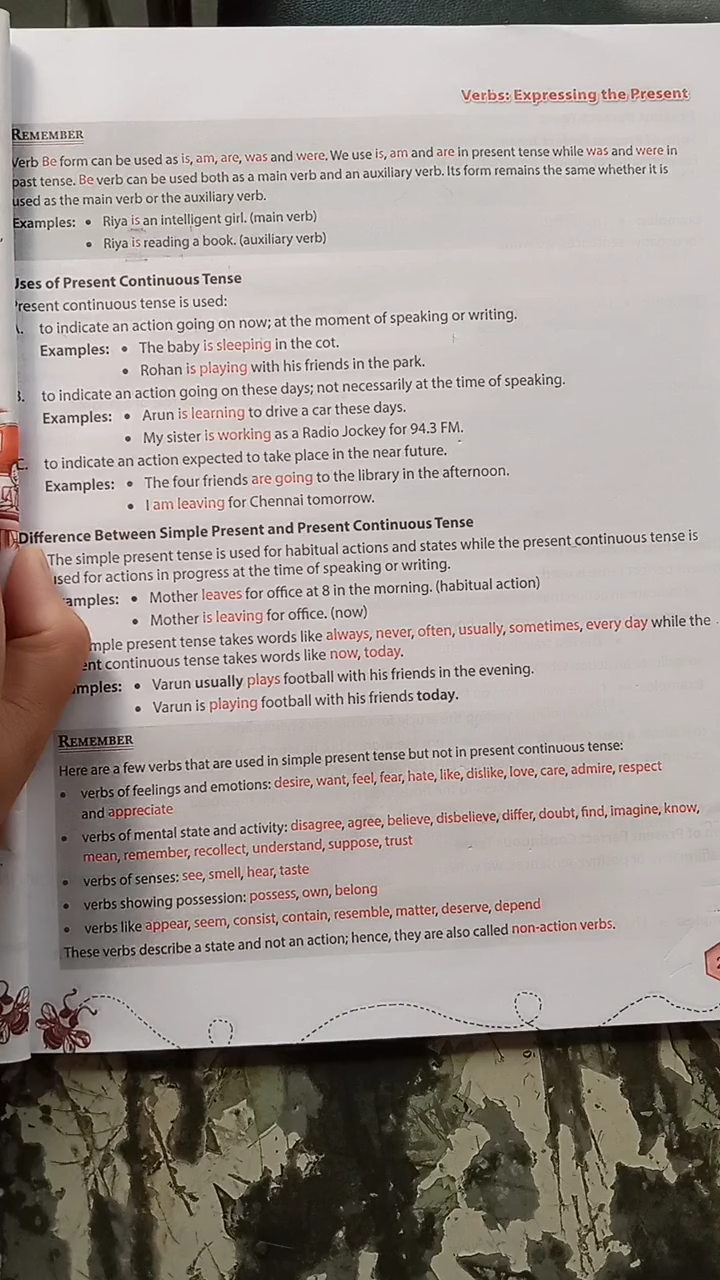 Verbs: Expressing the Present
REMEMBER
Verb Be form can be used as is, am, are, was and were. We use is, am and are in present tense while was and were in
past tense. Be verb can be used both as a main verb and an auxiliary verb. Its form remains the same whether it is
used as the main verb or the auxiliary verb.
Examples: • Riya is an intelligent girl. (main verb)
• Riya is reading a book. (auxiliary verb)
Uses of Present Continuous Tense
Present continuous tense is used:
to indicate an action going on now; at the moment of speaking or writing.
Examples: • The baby is sleeping in the cot.
• Rohan is playing with his friends in the park.
B. to indicate an action going on these days; not necessarily at the time of speaking.
Examples: • Arun is learning to drive a car these days.
• My sister is working as a Radio Jockey for 94.3 FM.
C. to indicate an action expected to take place in the near future.
Examples: • The four friends are going to the library in the afternoon.
• I am leaving for Chennai tomorrow.
Difference Between Simple Present and Present Continuous Tense
The simple present tense is used for habitual actions and states while the present continuous tense is
used for actions in progress at the time of speaking or writing.
amples: • Mother leaves for office at 8 in the morning. (habitual action)
• Mother is leaving for office. (now)
mple present tense takes words like always, never, often, usually, sometimes, every day while the
ent continuous tense takes words like now, today.
mples: • Varun usually plays football with his friends in the evening.
• Varun is playing football with his friends today.
REMEMBER
Here are a few verbs that are used in simple present tense but not in present continuous tense:
• verbs of feelings and emotions: desire, want, feel, fear, hate, like, dislike, love, care, admire, respect
and appreciate
• verbs of mental state and activity: disagree, agree, believe, disbelieve, differ, doubt, find, imagine, know,
mean, remember, recollect, understand, suppose, trust
• verbs of senses: see, smell, hear, taste
• verbs showing possession: possess, own, belong
• verbs like appear, seem, consist, contain, resemble, matter, deserve, depend
These verbs describe a state and not an action; hence, they are also called non-action verbs.